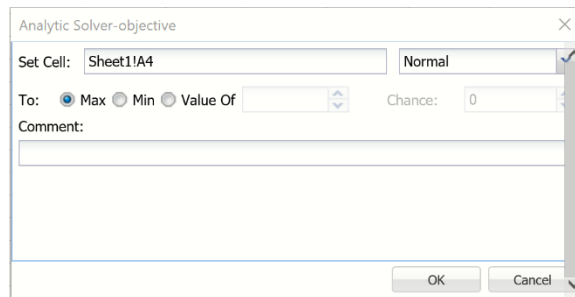 Analytic Solver-objective
Set Cell: Sheet1!A4 Normal
To: Max Min Value Of Chance: 0
Comment:
OK Cancel